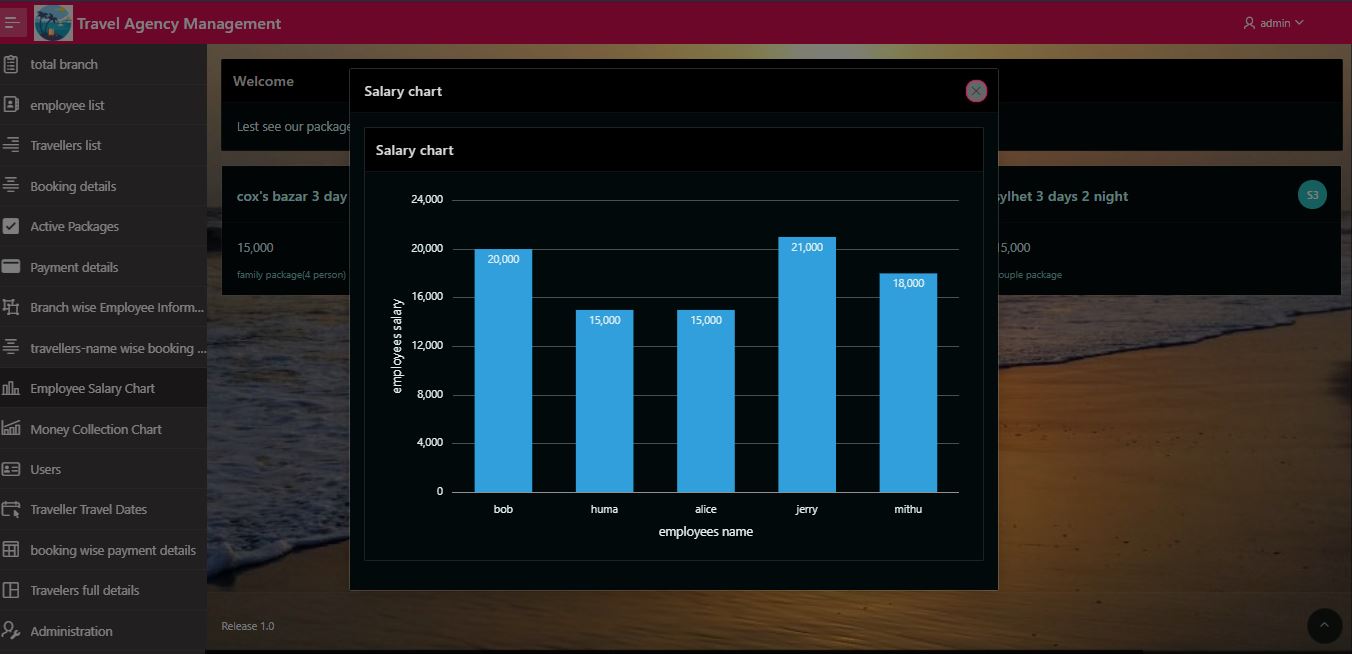 Travel Agency Management
admin
total branch
employee list
Travellers list
Booking details
Active Packages
Payment details
Branch wise Employee Inform...
travellers-name wise booking ...
Employee Salary Chart
Money Collection Chart
Users
Traveller Travel Dates
booking wise payment details
Travelers full details
Administration
Welcome
Lest see our package
cox's bazar 3 day
15,000
family package(4 person)
sylhet 3 days 2 night
S3
5,000
ouple package
Salary chart
Salary chart
employees salary
24,000
20,000
16,000
12,000
8,000
4,000
0
20,000
15,000
15,000
21,000
18,000
bob
huma
alice
jerry
mithu
employees name
Release 1.0